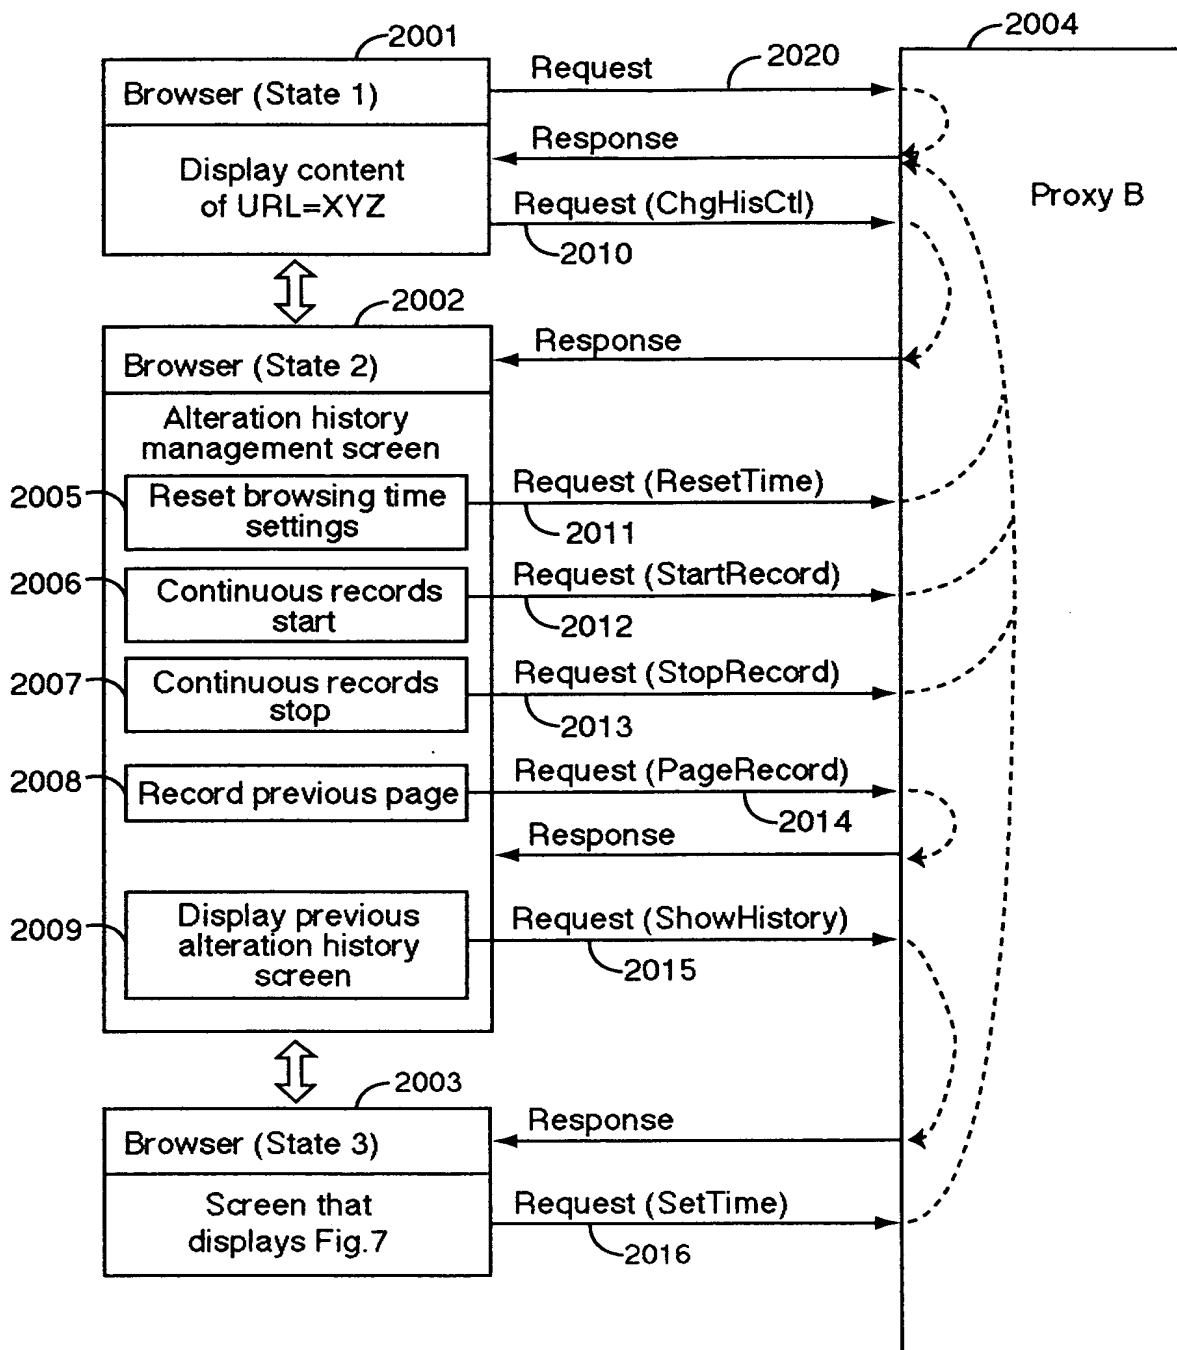 2001
2004
Request
2020
Browser (State 1)
Response
Display content
of URL=XYZ
Proxy B
Request (ChgHisCtl)
2010
2002
Response
Browser (State 2)
Alteration history
management screen
2005
Reset browsing time
settings
Request (ResetTime)
2011
2006
Continuous records
start
Request (StartRecord)
2012
2007
Continuous records
stop
Request (StopRecord)
2013
2008
Record previous page
Request (PageRecord)
2014
Response
2009
Display previous
alteration history
screen
Request (ShowHistory)
2015
2003
Response
Browser (State 3)
Screen that
displays Fig.7
Request (SetTime)
2016